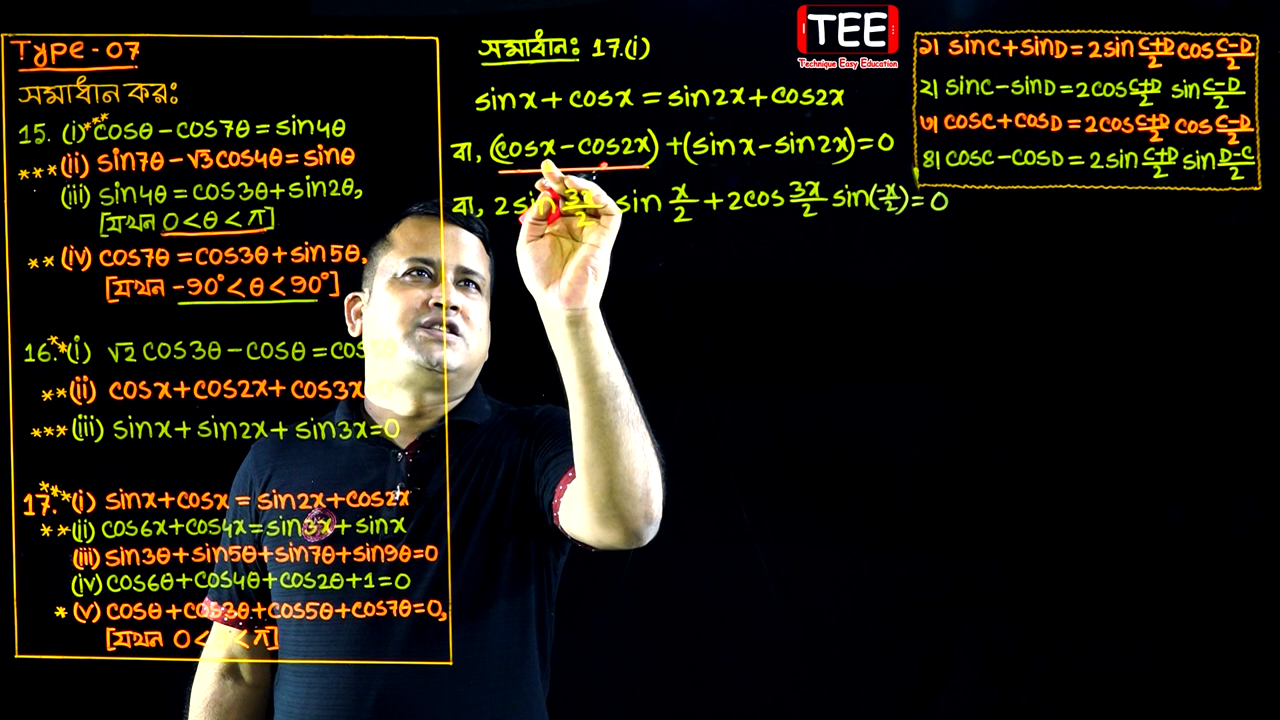 Type-07
সমাধান কর:
15. (i)*** cosθ - cos7θ = sin4θ
*** (ii) sin7θ - √3cos4θ = sinθ
(iii) sin4θ = cos3θ + sin2θ,
[যখন 0 < θ < π]
** (iv) cos7θ = cos3θ + sin5θ,
[যখন -90° < θ < 90°]
16.** (i) √2 cos3θ - cosθ = cos
** (ii) cosx + cos2x + cos3x
*** (iii) sinx + sin2x + sin3x = 0
17.*** (i) sinx + cosx = sin2x + cos2x
** (ii) cos6x + cos4x = sin3x + sinx
(iii) sin3θ + sin5θ + sin7θ + sin9θ = 0
(iv) cos6θ + cos4θ + cos2θ + 1 = 0
* (v) cosθ + cos3θ + cos5θ + cos7θ = 0,
[যখন 0 < < π]
সমাধান: 17.(i)
sinx + cosx = sin2x + cos2x
বা, (cosx - cos2x) + (sinx - sin2x) = 0
বা, 2 sin 3x/2 sin x/2 + 2cos 3x/2 sin(-x/2) = 0
TEE
Technique Easy Education
১। sinC + sinD = 2sin C+D/2 cos C-D/2
২। sinC - sinD = 2cos C+D/2 sin C-D/2
৩। cosC + cosD = 2cos C+D/2 cos C-D/2
৪। cosC - cosD = 2sin C+D/2 sin D-C/2